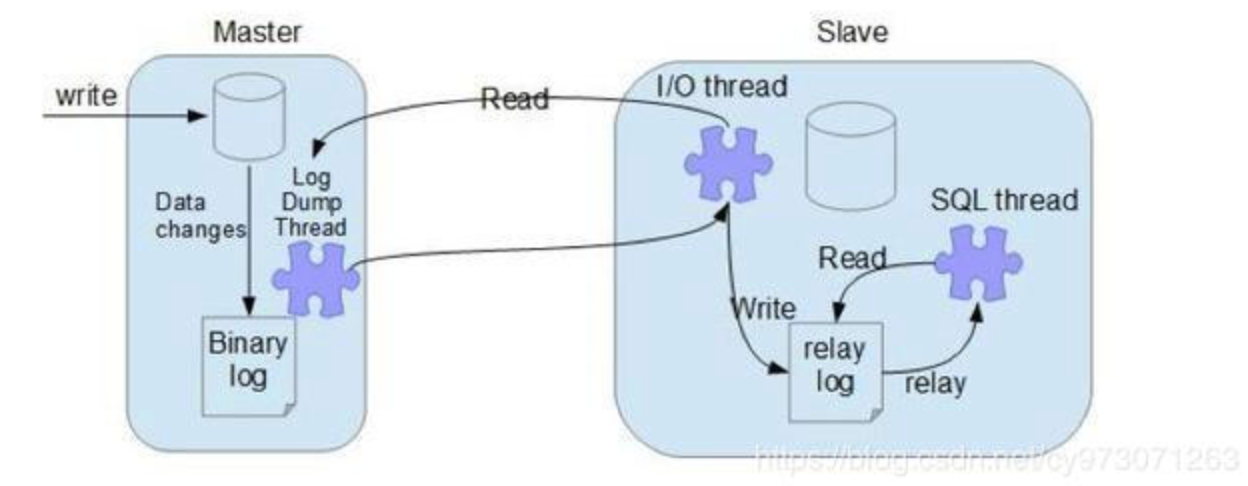 Master
Slave
write
Read
I/O thread
Log
Dump
Thread
Data
changes
SQL thread
Read
Write
Binary
log
relay
log
relay
https://blog.csdn.net/cy973071263